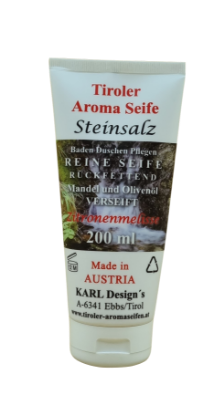 Tiroler
Aroma Seife
Steinsalz
Baden Duschen Pflegen
REINE SEIFE
RÜCKFETTEND
Mandel und Olivenöl
VERSEIFT
Zitronenmelisse
200 ml
Made in
AUSTRIA
KARL Design´s
A-6341 Ebbs/Tirol
www.tiroler-aromaseifen.at